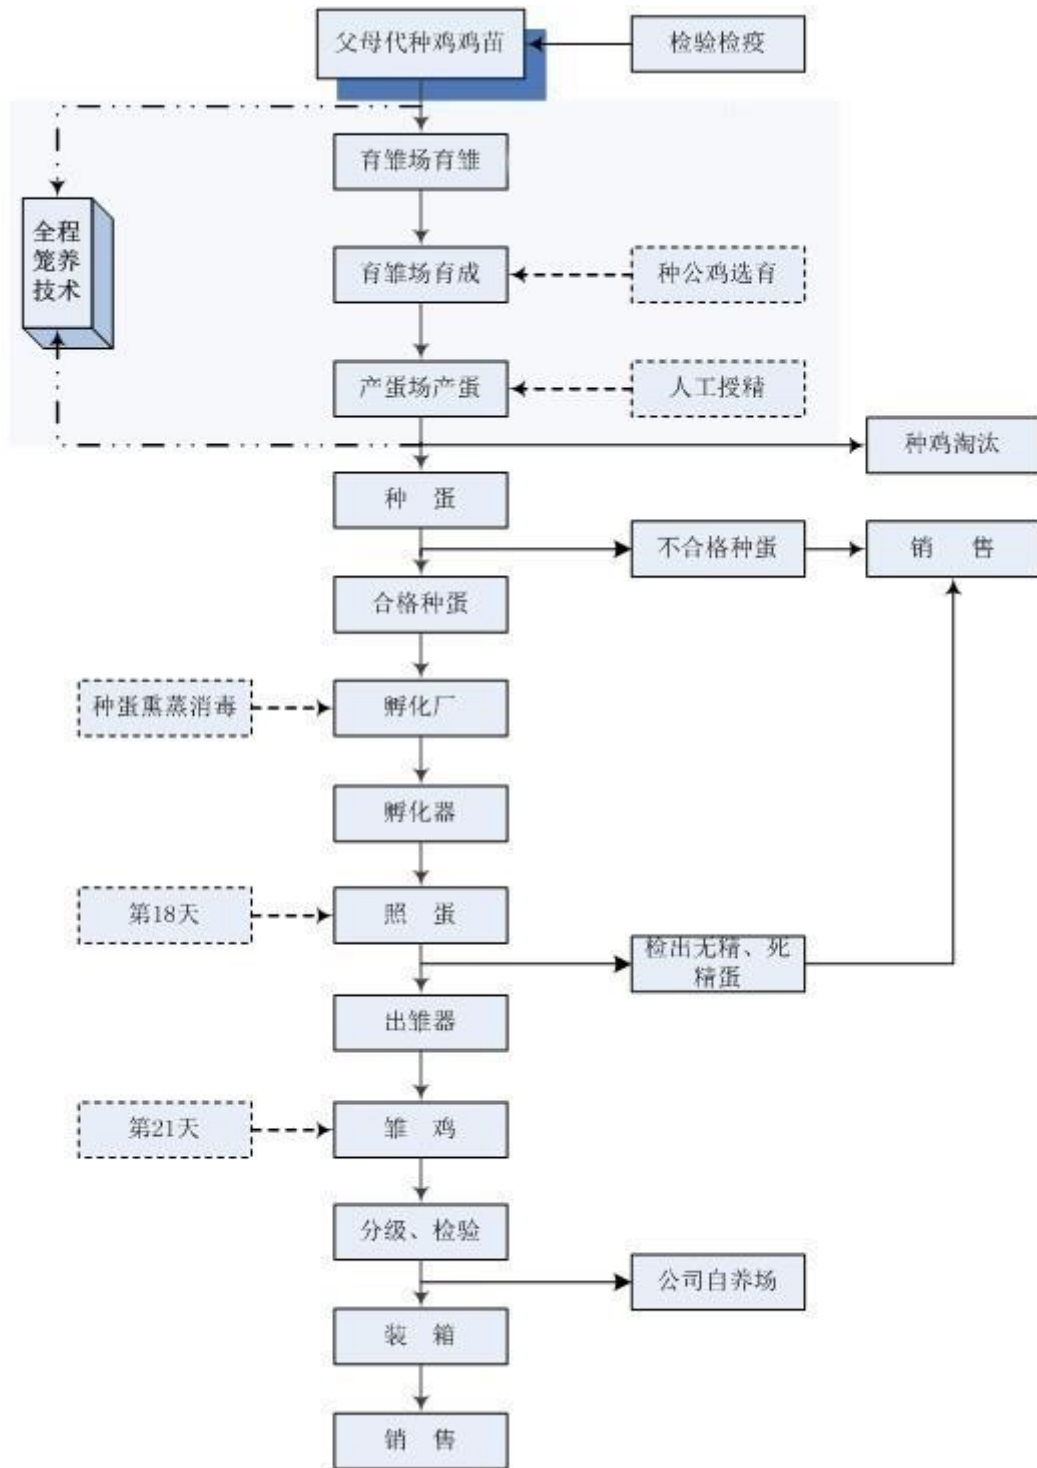 父母代种鸡鸡苗
检验检疫
育雏场育雏
全程
笼养
技术
育雏场育成
种公鸡选育
产蛋场产蛋
人工授精
种鸡淘汰
种 蛋
不合格种蛋
销 售
合格种蛋
种蛋熏蒸消毒
孵化厂
孵化器
第18天
照 蛋
检出无精、死
精蛋
出雏器
第21天
雏 鸡
分级、检验
公司自养场
装 箱
销 售